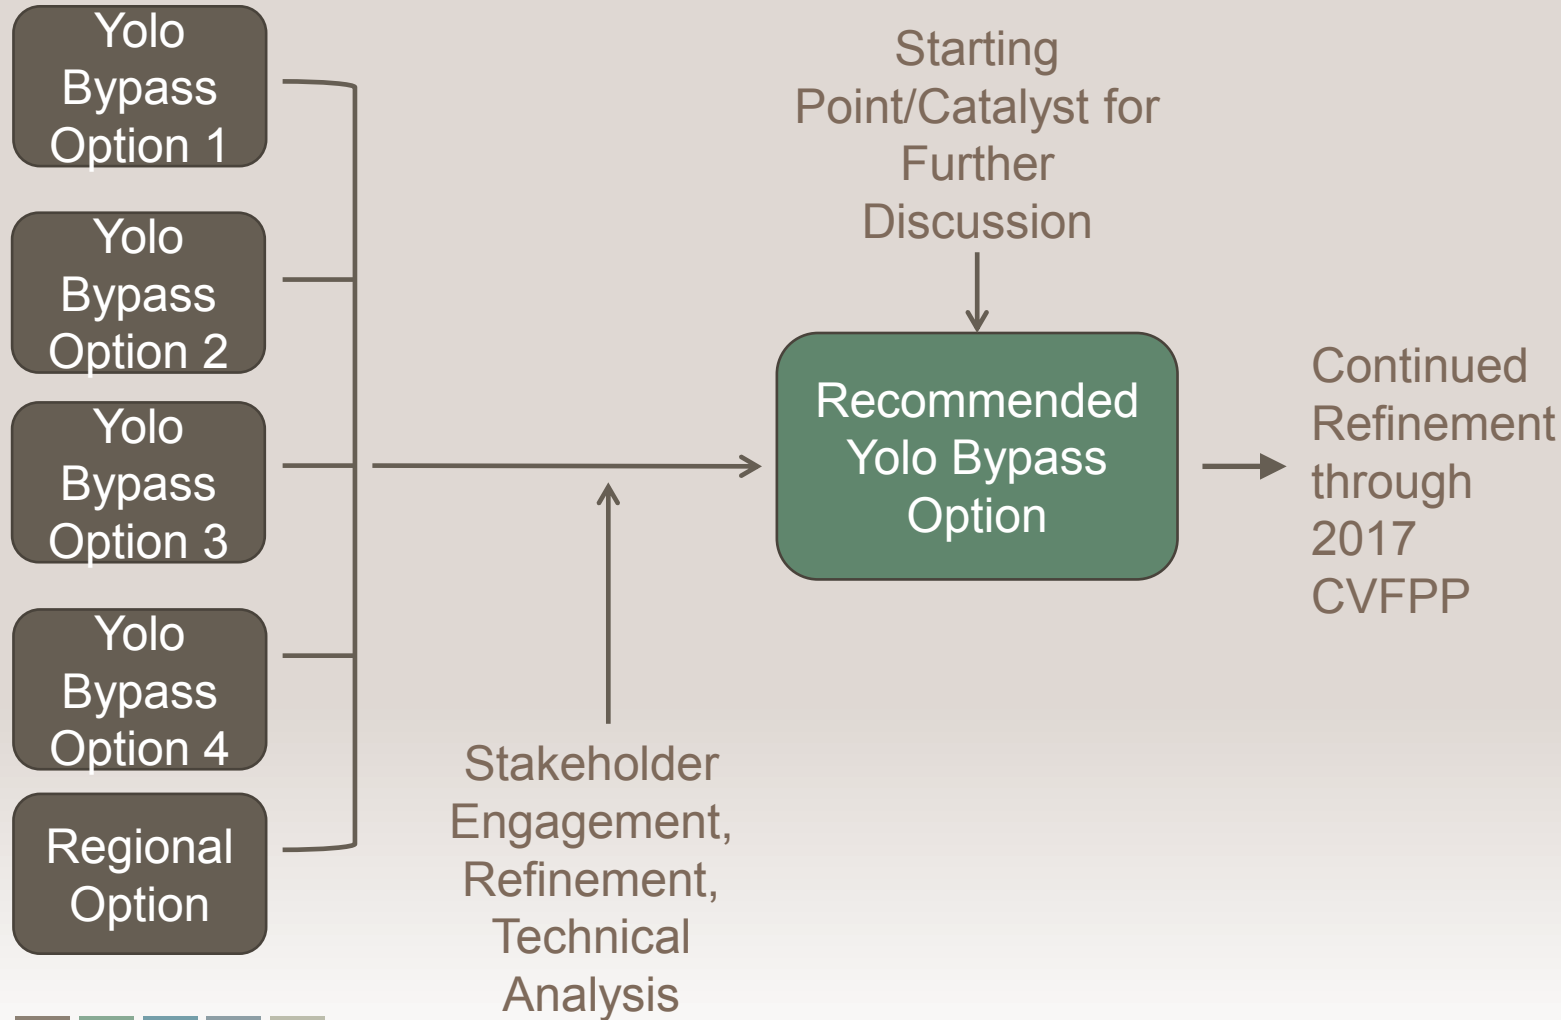 Yolo
Bypass
Option 1
Yolo
Bypass
Option 2
Yolo
Bypass
Option 3
Yolo
Bypass
Option 4
Regional
Option
Stakeholder
Engagement,
Refinement,
Technical
Analysis
Starting
Point/Catalyst for
Further
Discussion
Recommended
Yolo Bypass
Option
Continued
Refinement
through
2017
CVFPP